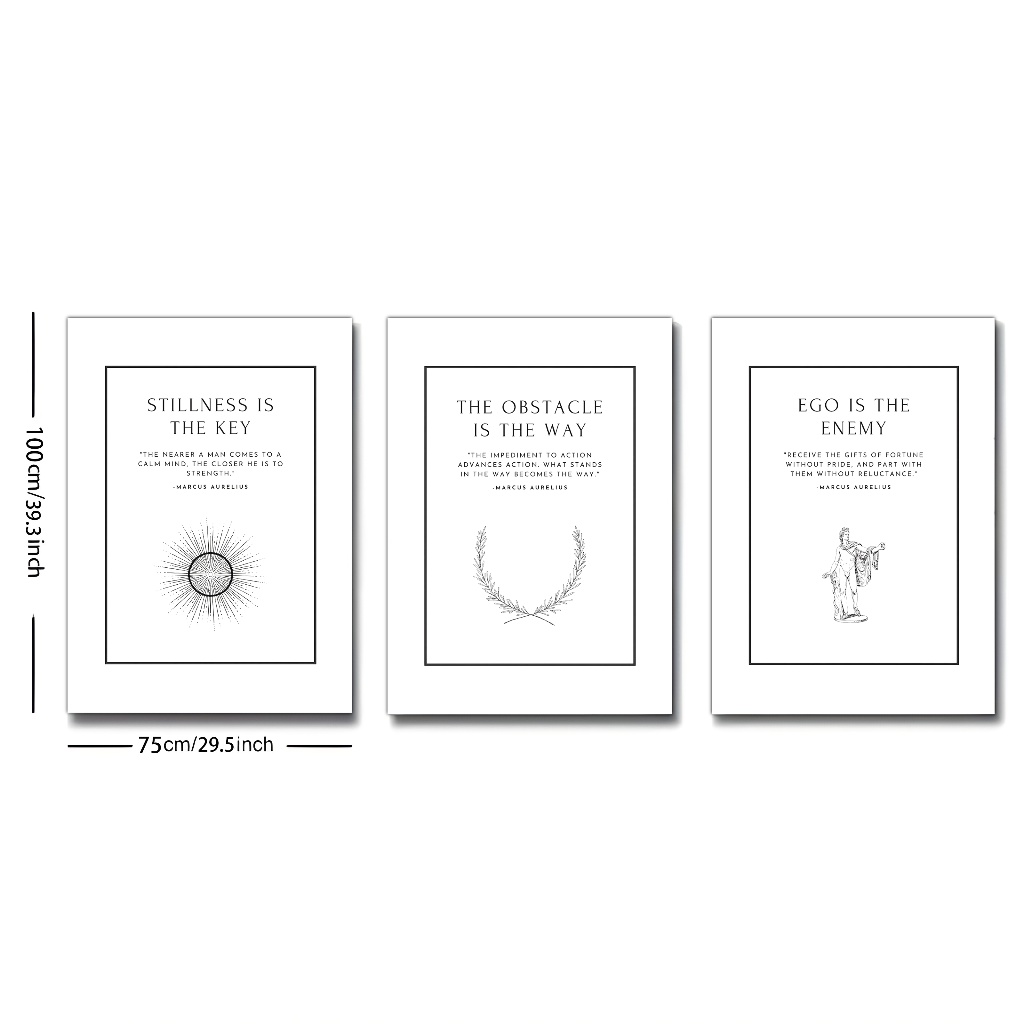 100cm/39.3inch
STILLNESS IS
THE KEY
"THE NEARER A MAN COMES TO A
CALM MIND, THE CLOSER HE IS TO
STRENGTH."
-MARCUS AURELIUS
THE OBSTACLE
IS THE WAY
"THE IMPEDIMENT TO ACTION
ADVANCES ACTION. WHAT STANDS
IN THE WAY BECOMES THE WAY."
-MARCUS AURELIUS
EGO IS THE
ENEMY
"RECEIVE THE GIFTS OF FORTUNE
WITHOUT PRIDE, AND PART WITH
THEM WITHOUT RELUCTANCE."
-MARCUS AURELIUS
75cm/29.5inch